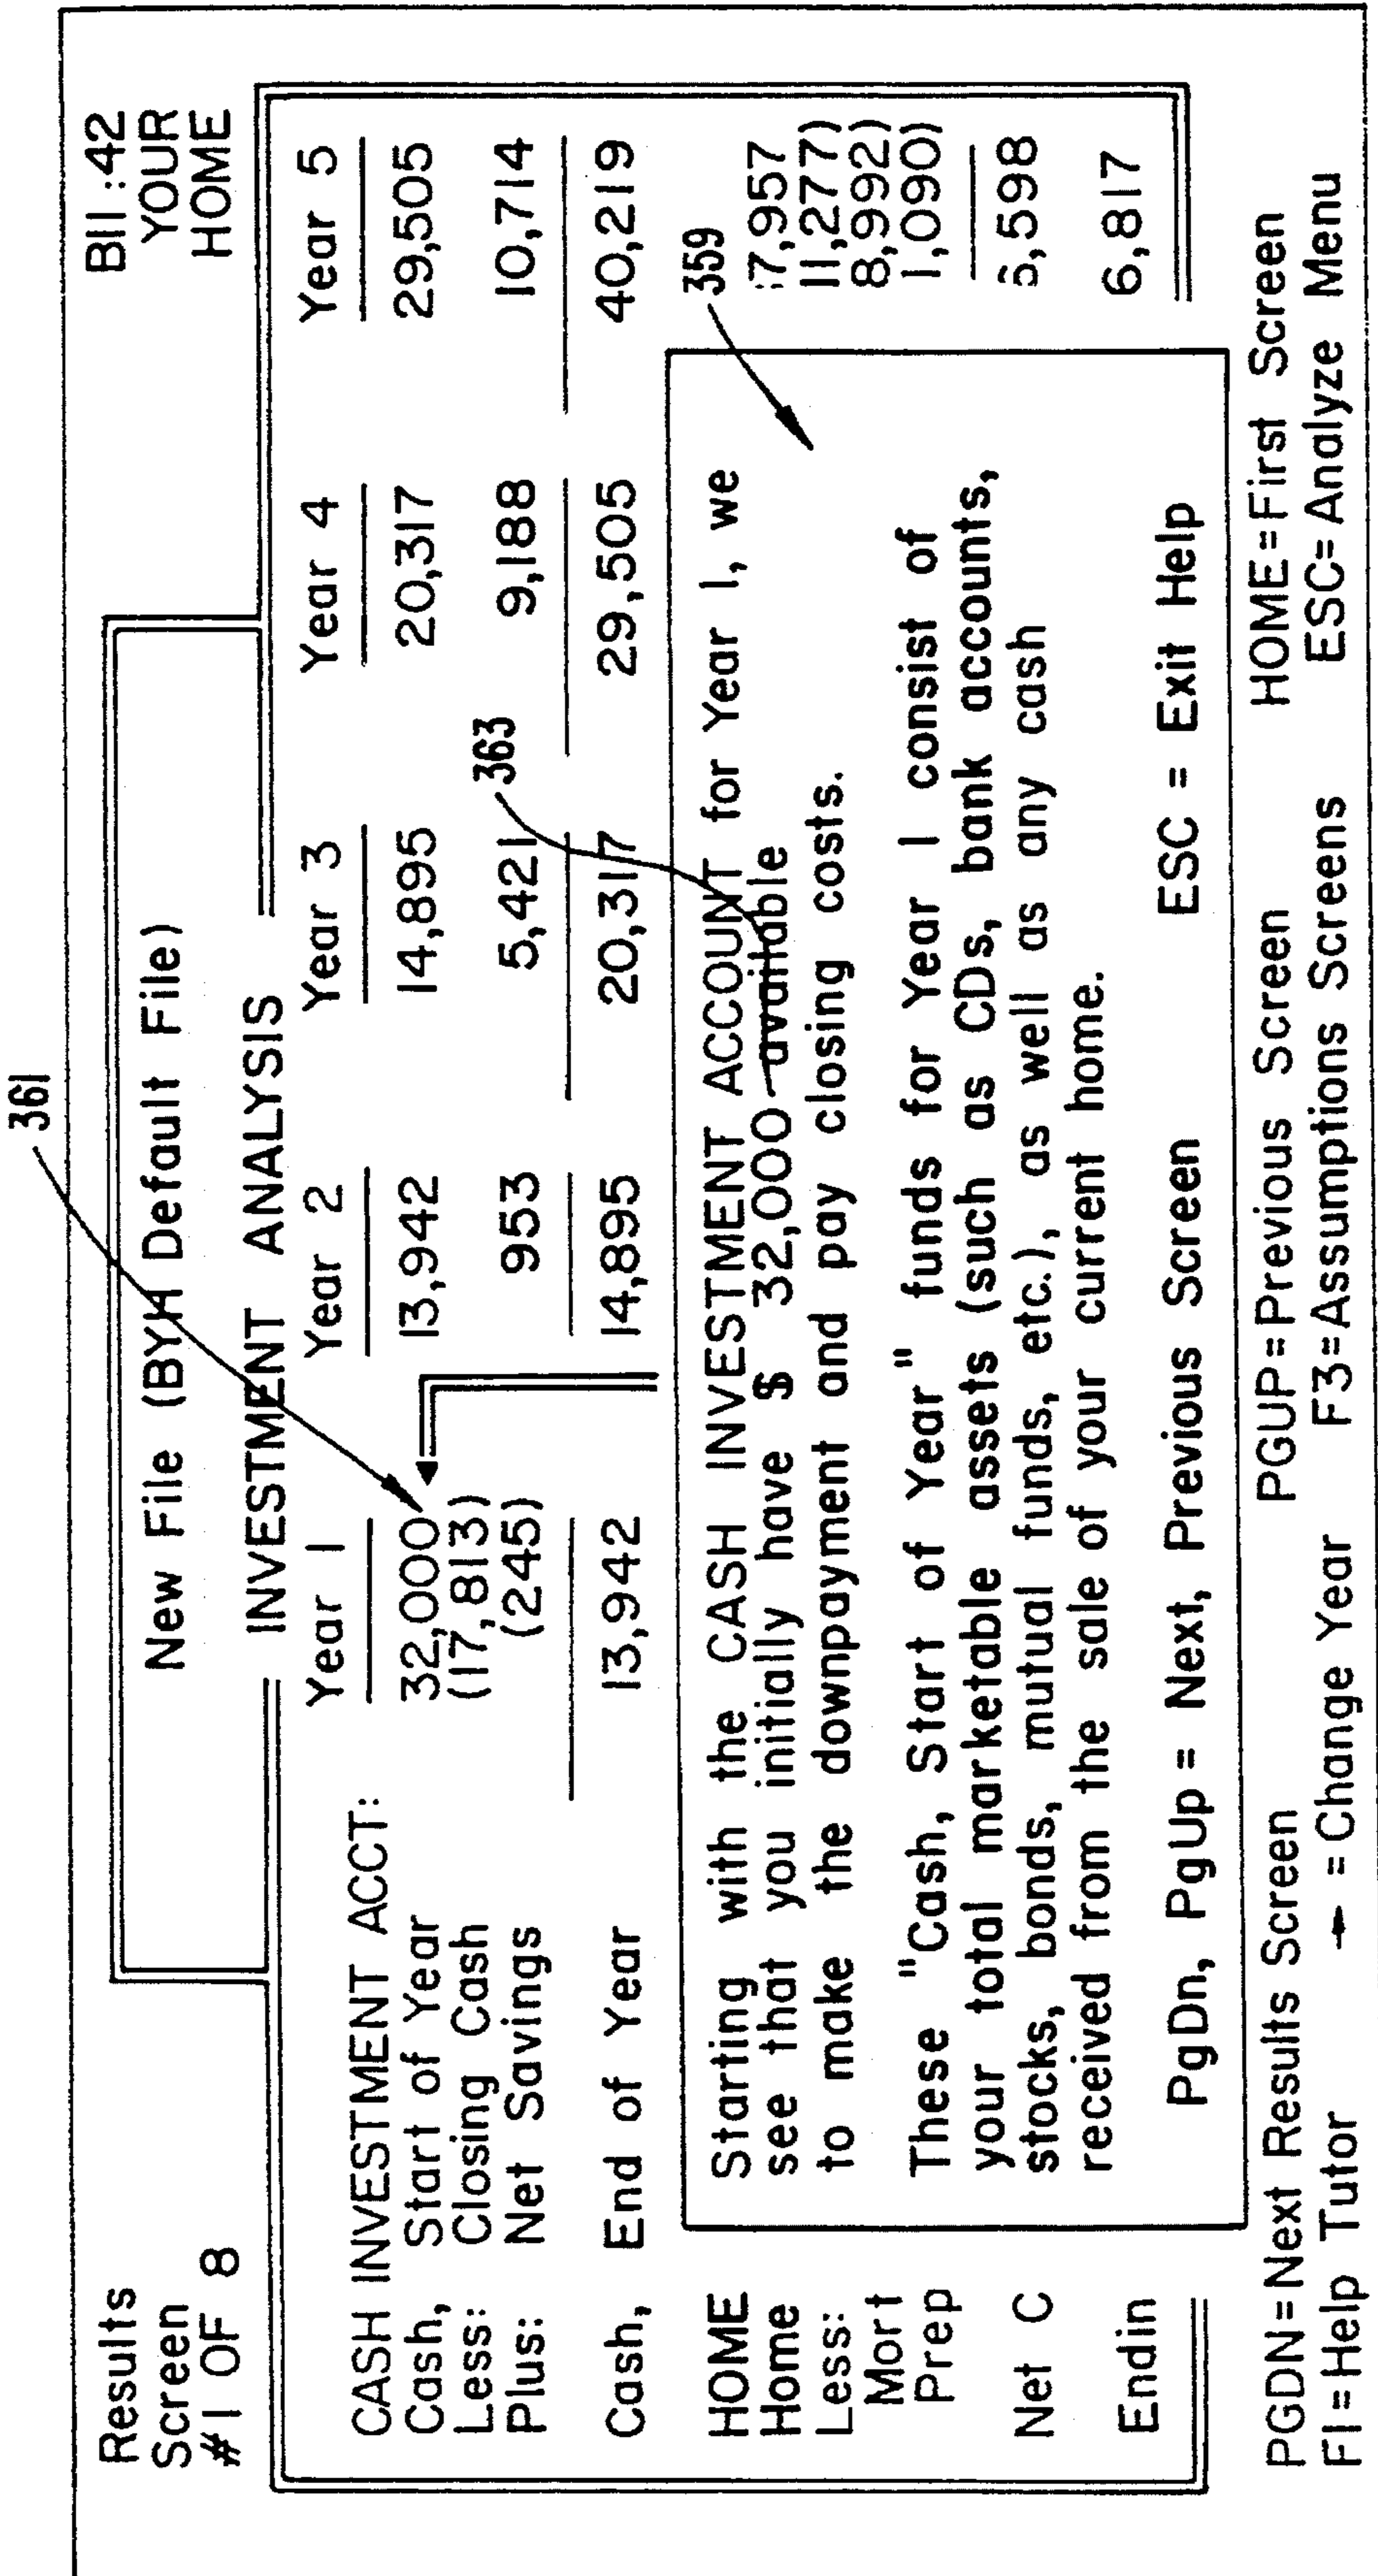 361
Results
Screen
#1 OF 8
New File (BYH Default File)
B11:42
YOUR
HOME
INVESTMENT ANALYSIS
Year 1 Year 2 Year 3 Year 4 Year 5
CASH INVESTMENT ACCT:
Cash, Start of Year 32,000 13,942 14,895 20,317 29,505
Less: Closing Cash (17,813)
Plus: Net Savings (245) 953 5,421 9,188 10,714
363
Cash, End of Year 13,942 14,895 20,317 29,505 40,219
359
HOME
Home
Less:
Mort
Prep
Net C
Endin
Starting with the CASH INVESTMENT ACCOUNT for Year 1, we
see that you initially have $ 32,000 available
to make the downpayment and pay closing costs.
These "Cash, Start of Year" funds for Year 1 consist of
your total marketable assets (such as CDs, bank accounts,
stocks, bonds, mutual funds, etc.), as well as any cash
received from the sale of your current home.
PgDn, PgUp = Next, Previous Screen ESC = Exit Help
7,957
11,277)
8,992)
1,090)
5,598
6,817
PGDN=Next Results Screen PGUP=Previous Screen HOME=First Screen
F1=Help Tutor → =Change Year F3=Assumptions Screens ESC=Analyze Menu